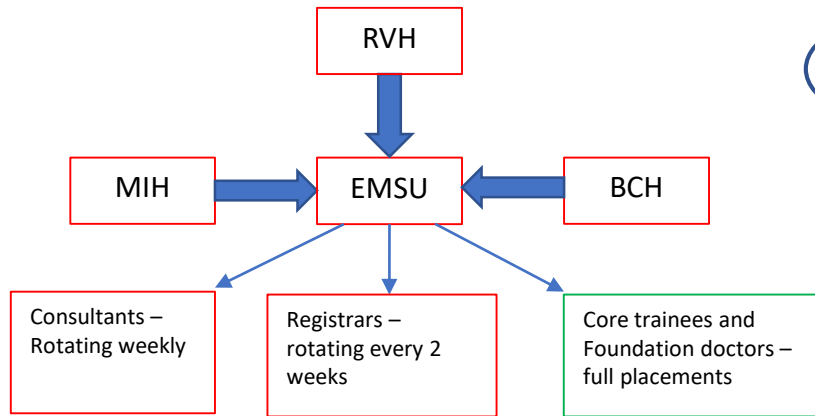 RVH
MIH
EMSU
BCH
Consultants –
Rotating weekly
Registrars –
rotating every 2
weeks
Core trainees and
Foundation doctors –
full placements